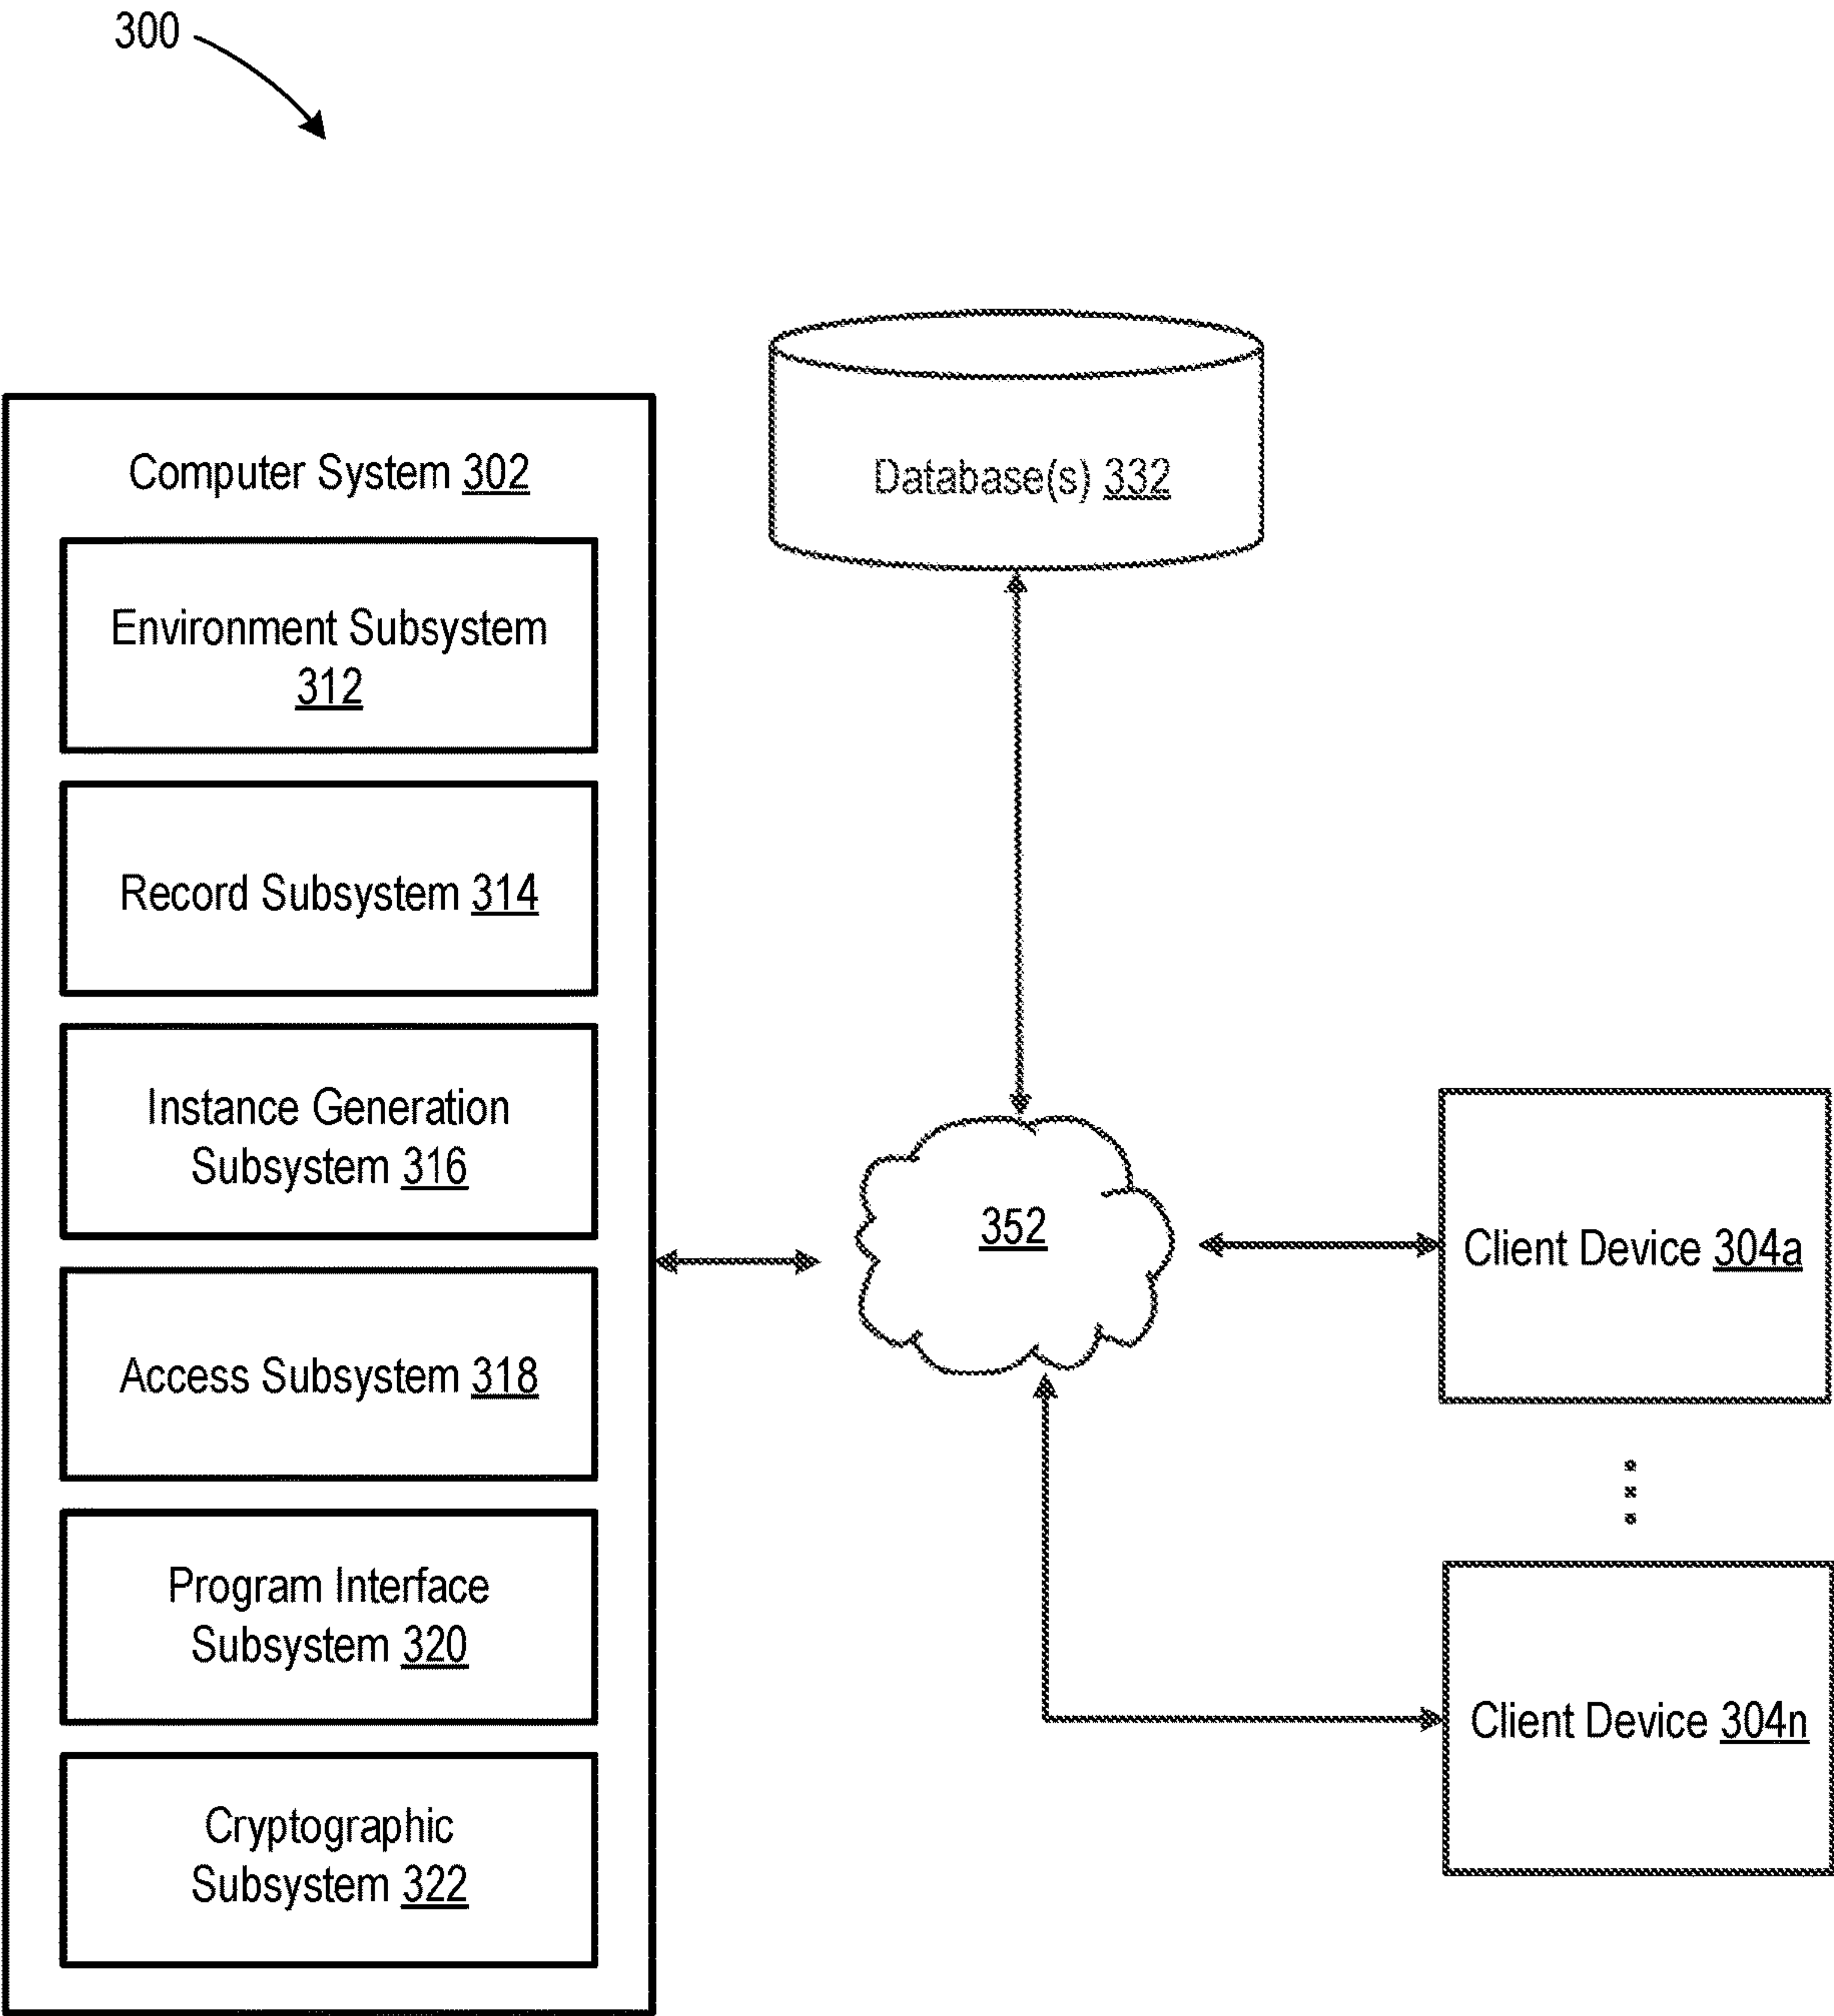 300
Computer System 302
Environment Subsystem
312
Record Subsystem 314
Instance Generation
Subsystem 316
Access Subsystem 318
Program Interface
Subsystem 320
Cryptographic
Subsystem 322
Database(s) 332
352
Client Device 304a
Client Device 304n